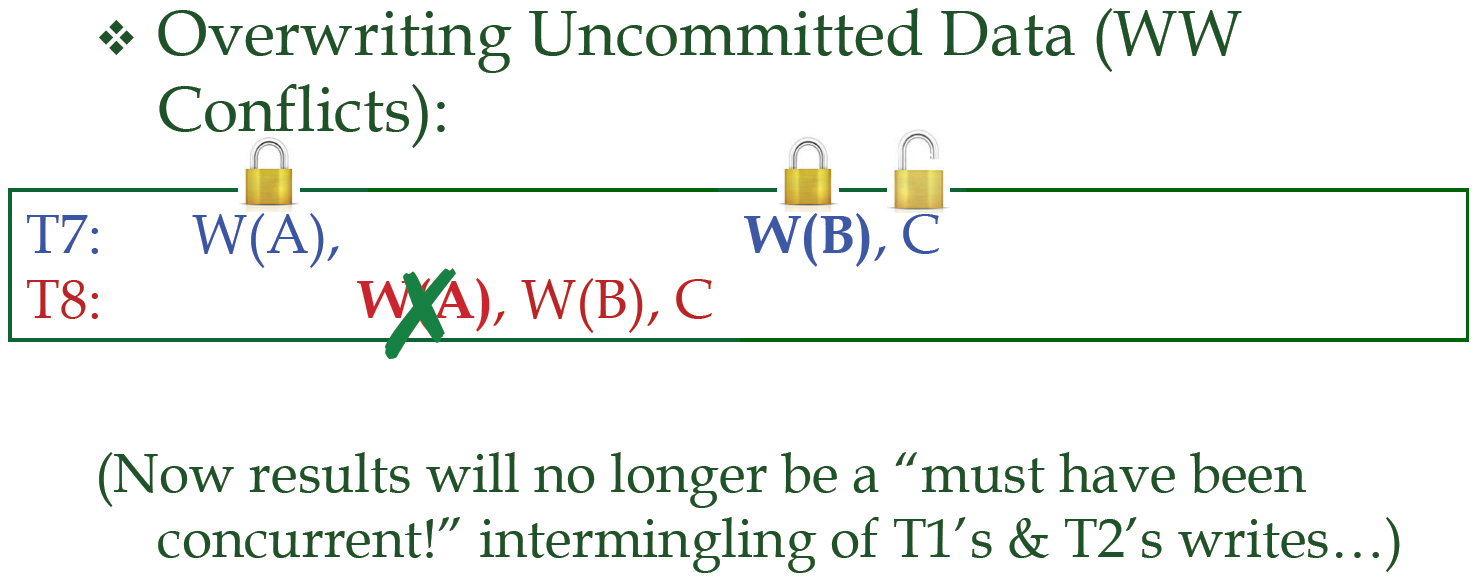 ❖ Overwriting Uncommitted Data (WW
Conflicts):
T7: W(A), W(B), C
T8: W(A), W(B), C
(Now results will no longer be a “must have been
concurrent!” intermingling of T1’s & T2’s writes…)